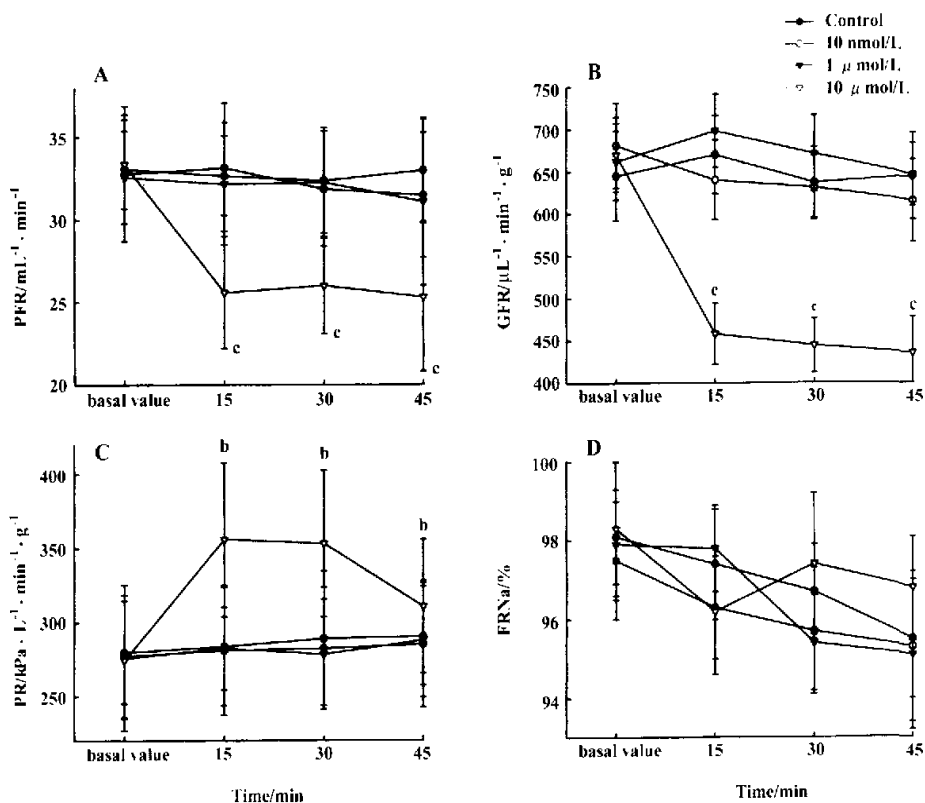 Control
10 nmol/L
1 μ mol/L
10 μ mol/L
A
PFR/mL⁻¹ · min⁻¹
35
30
25
20
c
c
c
basal value 15 30 45
B
GFR/μL⁻¹ · min⁻¹ · g⁻¹
750
700
650
600
550
500
450
400
c
c
c
basal value 15 30 45
C
PR/kPa · L⁻¹ · min⁻¹ · g⁻¹
400
350
300
250
b
b
b
basal value 15 30 45
Time/min
D
FRNa/%
100
98
96
94
basal value 15 30 45
Time/min